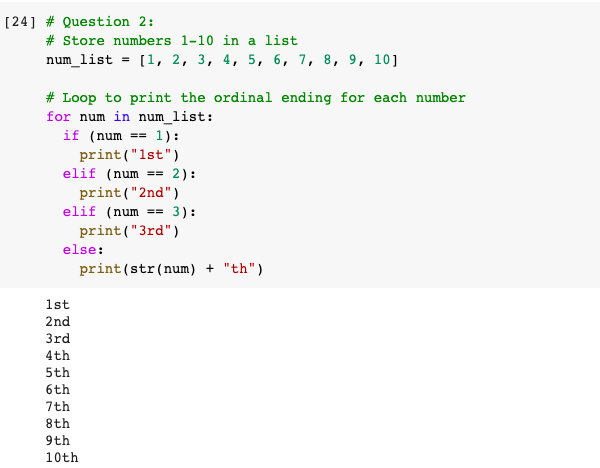 [24] # Question 2:
# Store numbers 1-10 in a list
num_list = [1, 2, 3, 4, 5, 6, 7, 8, 9, 10]

# Loop to print the ordinal ending for each number
for num in num_list:
  if (num == 1):
    print("1st")
  elif (num == 2):
    print("2nd")
  elif (num == 3):
    print("3rd")
  else:
    print(str(num) + "th")

1st
2nd
3rd
4th
5th
6th
7th
8th
9th
10th